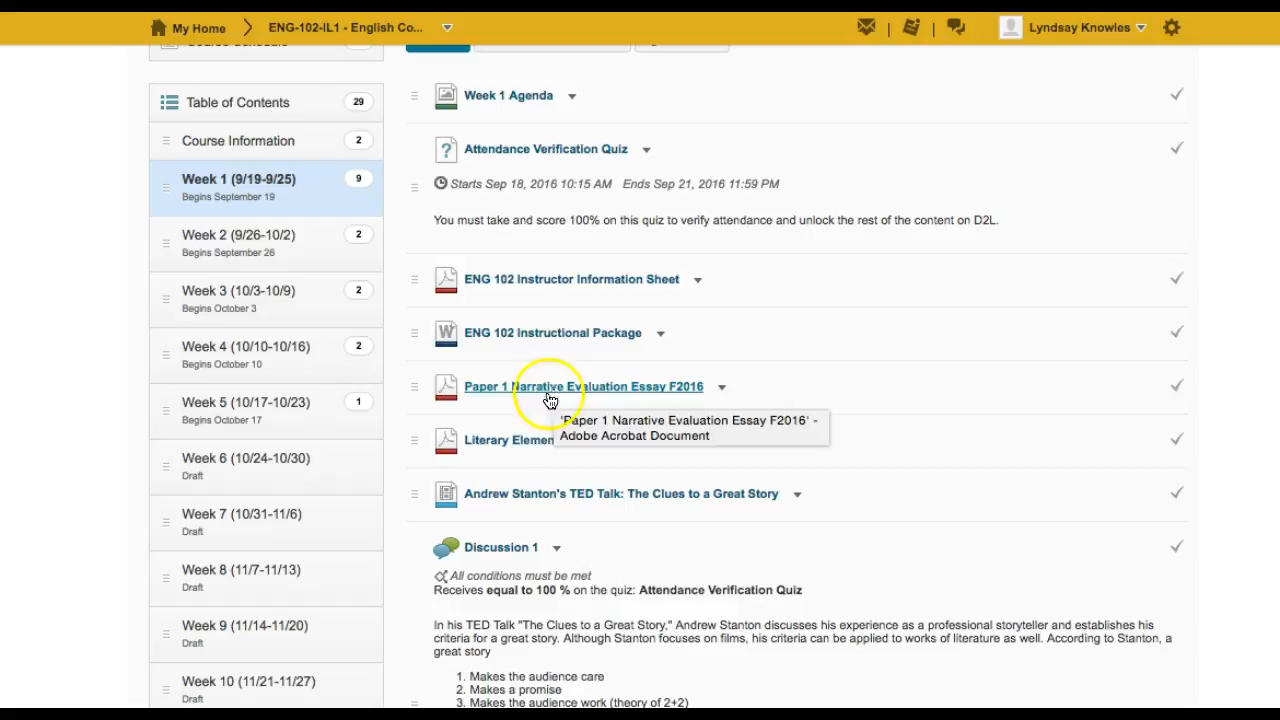 My Home
ENG-102-IL1 - English Co...
Lyndsay Knowles
Table of Contents
29
Course Information
2
Week 1 (9/19-9/25)
9
Begins September 19
Week 2 (9/26-10/2)
2
Begins September 26
Week 3 (10/3-10/9)
2
Begins October 3
Week 4 (10/10-10/16)
2
Begins October 10
Week 5 (10/17-10/23)
1
Begins October 17
Week 6 (10/24-10/30)
Draft
Week 7 (10/31-11/6)
Draft
Week 8 (11/7-11/13)
Draft
Week 9 (11/14-11/20)
Draft
Week 10 (11/21-11/27)
Draft
Week 1 Agenda
Attendance Verification Quiz
Starts Sep 18, 2016 10:15 AM Ends Sep 21, 2016 11:59 PM
You must take and score 100% on this quiz to verify attendance and unlock the rest of the content on D2L.
ENG 102 Instructor Information Sheet
W
ENG 102 Instructional Package
Paper 1 Narrative Evaluation Essay F2016
'Paper 1 Narrative Evaluation Essay F2016' -
Adobe Acrobat Document
Literary Elemen
Andrew Stanton's TED Talk: The Clues to a Great Story
Discussion 1
All conditions must be met
Receives equal to 100 % on the quiz: Attendance Verification Quiz
In his TED Talk "The Clues to a Great Story," Andrew Stanton discusses his experience as a professional storyteller and establishes his
criteria for a great story. Although Stanton focuses on films, his criteria can be applied to works of literature as well. According to Stanton, a
great story
1. Makes the audience care
2. Makes a promise
3. Makes the audience work (theory of 2+2)